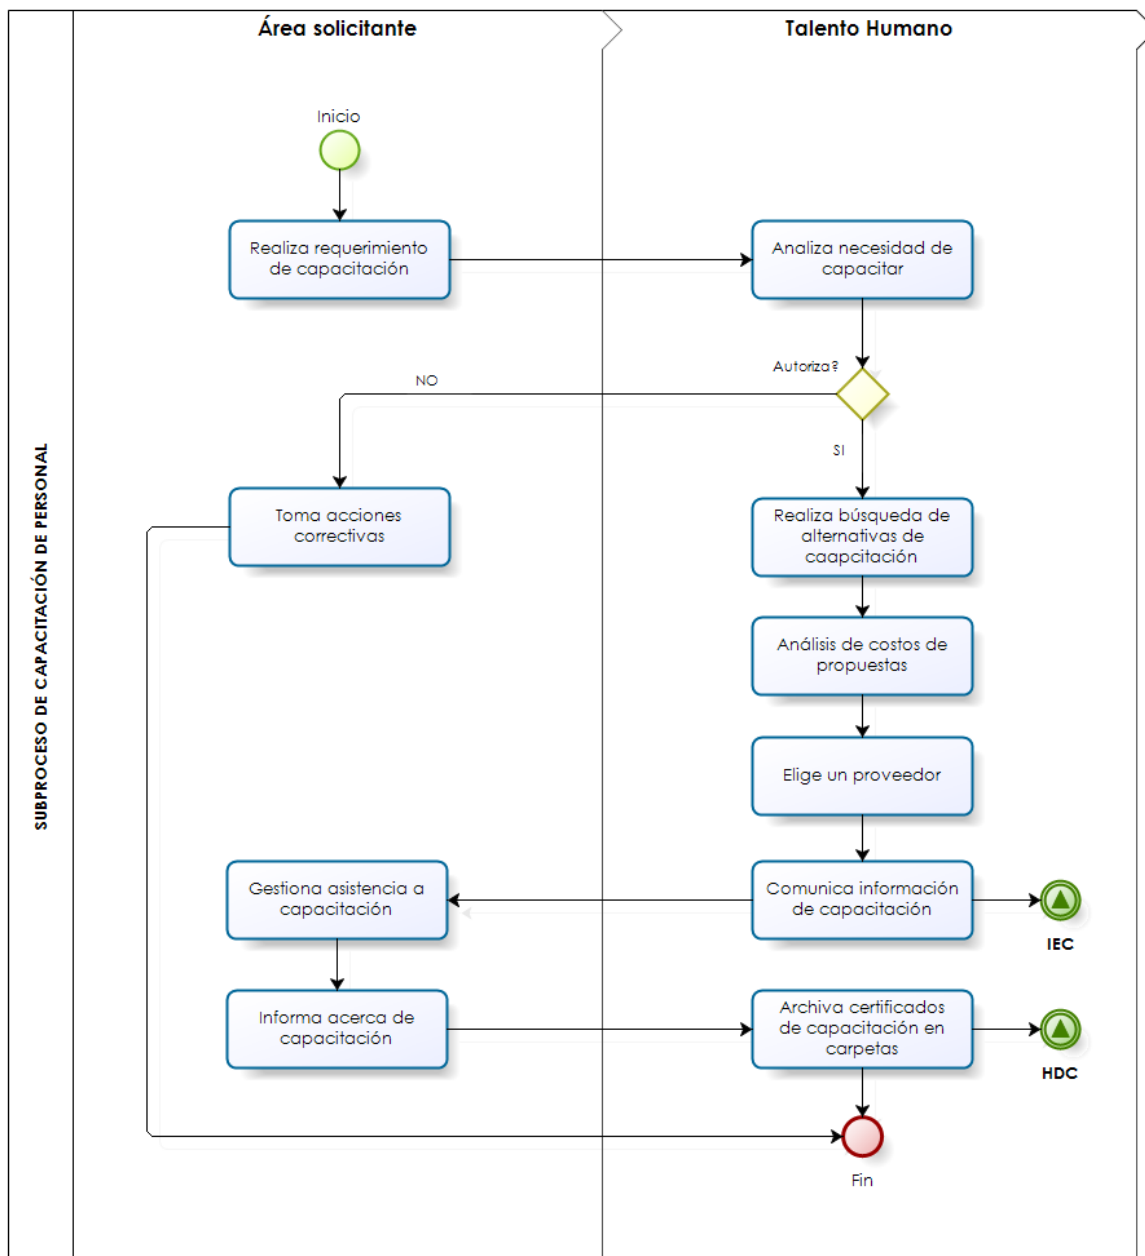 Área solicitante
Talento Humano
SUBPROCESO DE CAPACITACIÓN DE PERSONAL
Inicio
Realiza requerimiento
de capacitación
Analiza necesidad de
capacitar
Autoriza?
NO
SI
Toma acciones
correctivas
Realiza búsqueda de
alternativas de
caapcitación
Análisis de costos de
propuestas
Elige un proveedor
Gestiona asistencia a
capacitación
Comunica información
de capacitación
IEC
Informa acerca de
capacitación
Archiva certificados
de capacitación en
carpetas
HDC
Fin